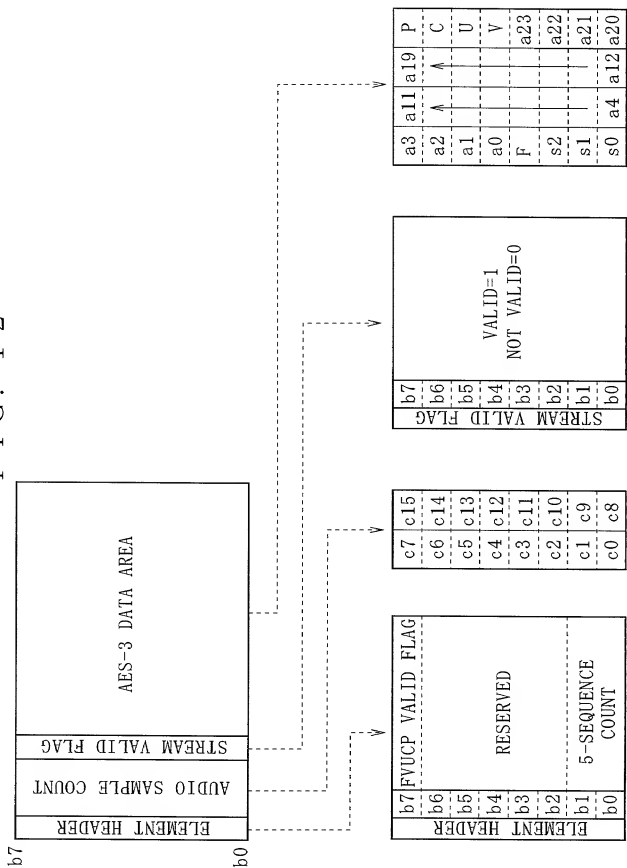 FIG. 12
b7
b0
ELEMENT HEADER
AUDIO SAMPLE COUNT
STREAM VALID FLAG
AES-3 DATA AREA
ELEMENT HEADER
b7 FVUCP VALID FLAG
b6
b5
b4 RESERVED
b3
b2
b1 5-SEQUENCE
b0 COUNT
c7 c15
c6 c14
c5 c13
c4 c12
c3 c11
c2 c10
c1 c9
c0 c8
STREAM VALID FLAG
b7
b6
b5
b4 VALID=1
b3 NOT VALID=0
b2
b1
b0
a3 a11 a19 P
a2 C
a1 U
a0 V
F a23
s2 a22
s1 a21
s0 a4 a12 a20